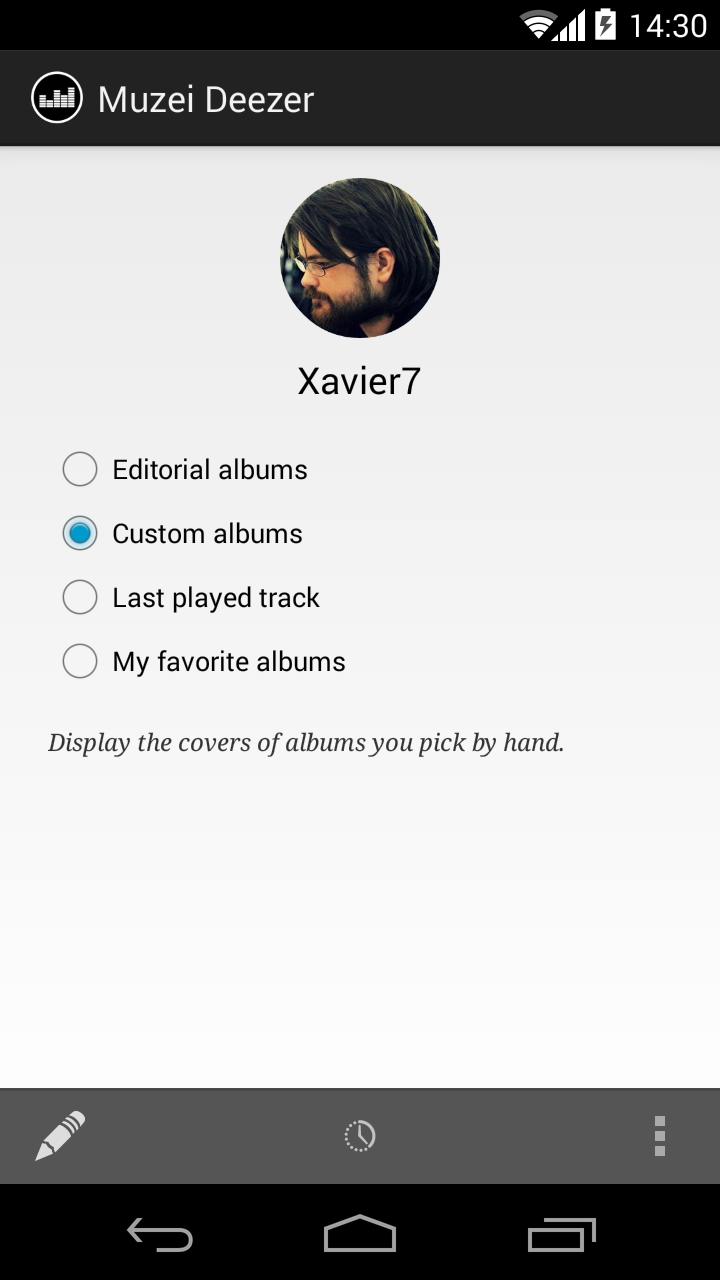 14:30
Muzei Deezer
Xavier7
Editorial albums
Custom albums
Last played track
My favorite albums
Display the covers of albums you pick by hand.